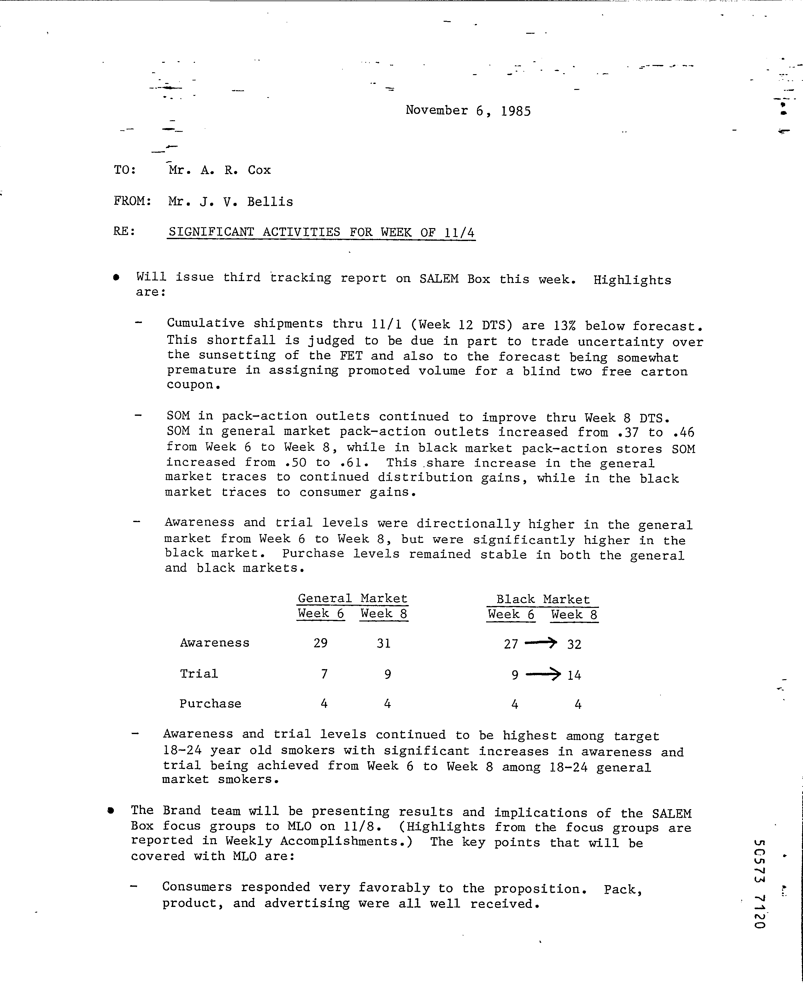 November 6, 1985
TO: Mr. A. R. Cox
FROM: Mr. J. V. Bellis
RE: SIGNIFICANT ACTIVITIES FOR WEEK OF 11/4
• Will issue third tracking report on SALEM Box this week. Highlights
are:
- Cumulative shipments thru 11/1 (Week 12 DTS) are 13% below forecast.
This shortfall is judged to be due in part to trade uncertainty over
the sunsetting of the FET and also to the forecast being somewhat
premature in assigning promoted volume for a blind two free carton
coupon.
- SOM in pack-action outlets continued to improve thru Week 8 DTS.
SOM in general market pack-action outlets increased from .37 to .46
from Week 6 to Week 8, while in black market pack-action stores SOM
increased from .50 to .61. This share increase in the general
market traces to continued distribution gains, while in the black
market traces to consumer gains.
- Awareness and trial levels were directionally higher in the general
market from Week 6 to Week 8, but were significantly higher in the
black market. Purchase levels remained stable in both the general
and black markets.
General Market Black Market
Week 6 Week 8 Week 6 Week 8
Awareness 29 31 27 → 32
Trial 7 9 9 → 14
Purchase 4 4 4 4
- Awareness and trial levels continued to be highest among target
18-24 year old smokers with significant increases in awareness and
trial being achieved from Week 6 to Week 8 among 18-24 general
market smokers.
• The Brand team will be presenting results and implications of the SALEM
Box focus groups to MLO on 11/8. (Highlights from the focus groups are
reported in Weekly Accomplishments.) The key points that will be
covered with MLO are:
- Consumers responded very favorably to the proposition. Pack,
product, and advertising were all well received.
50573 7120